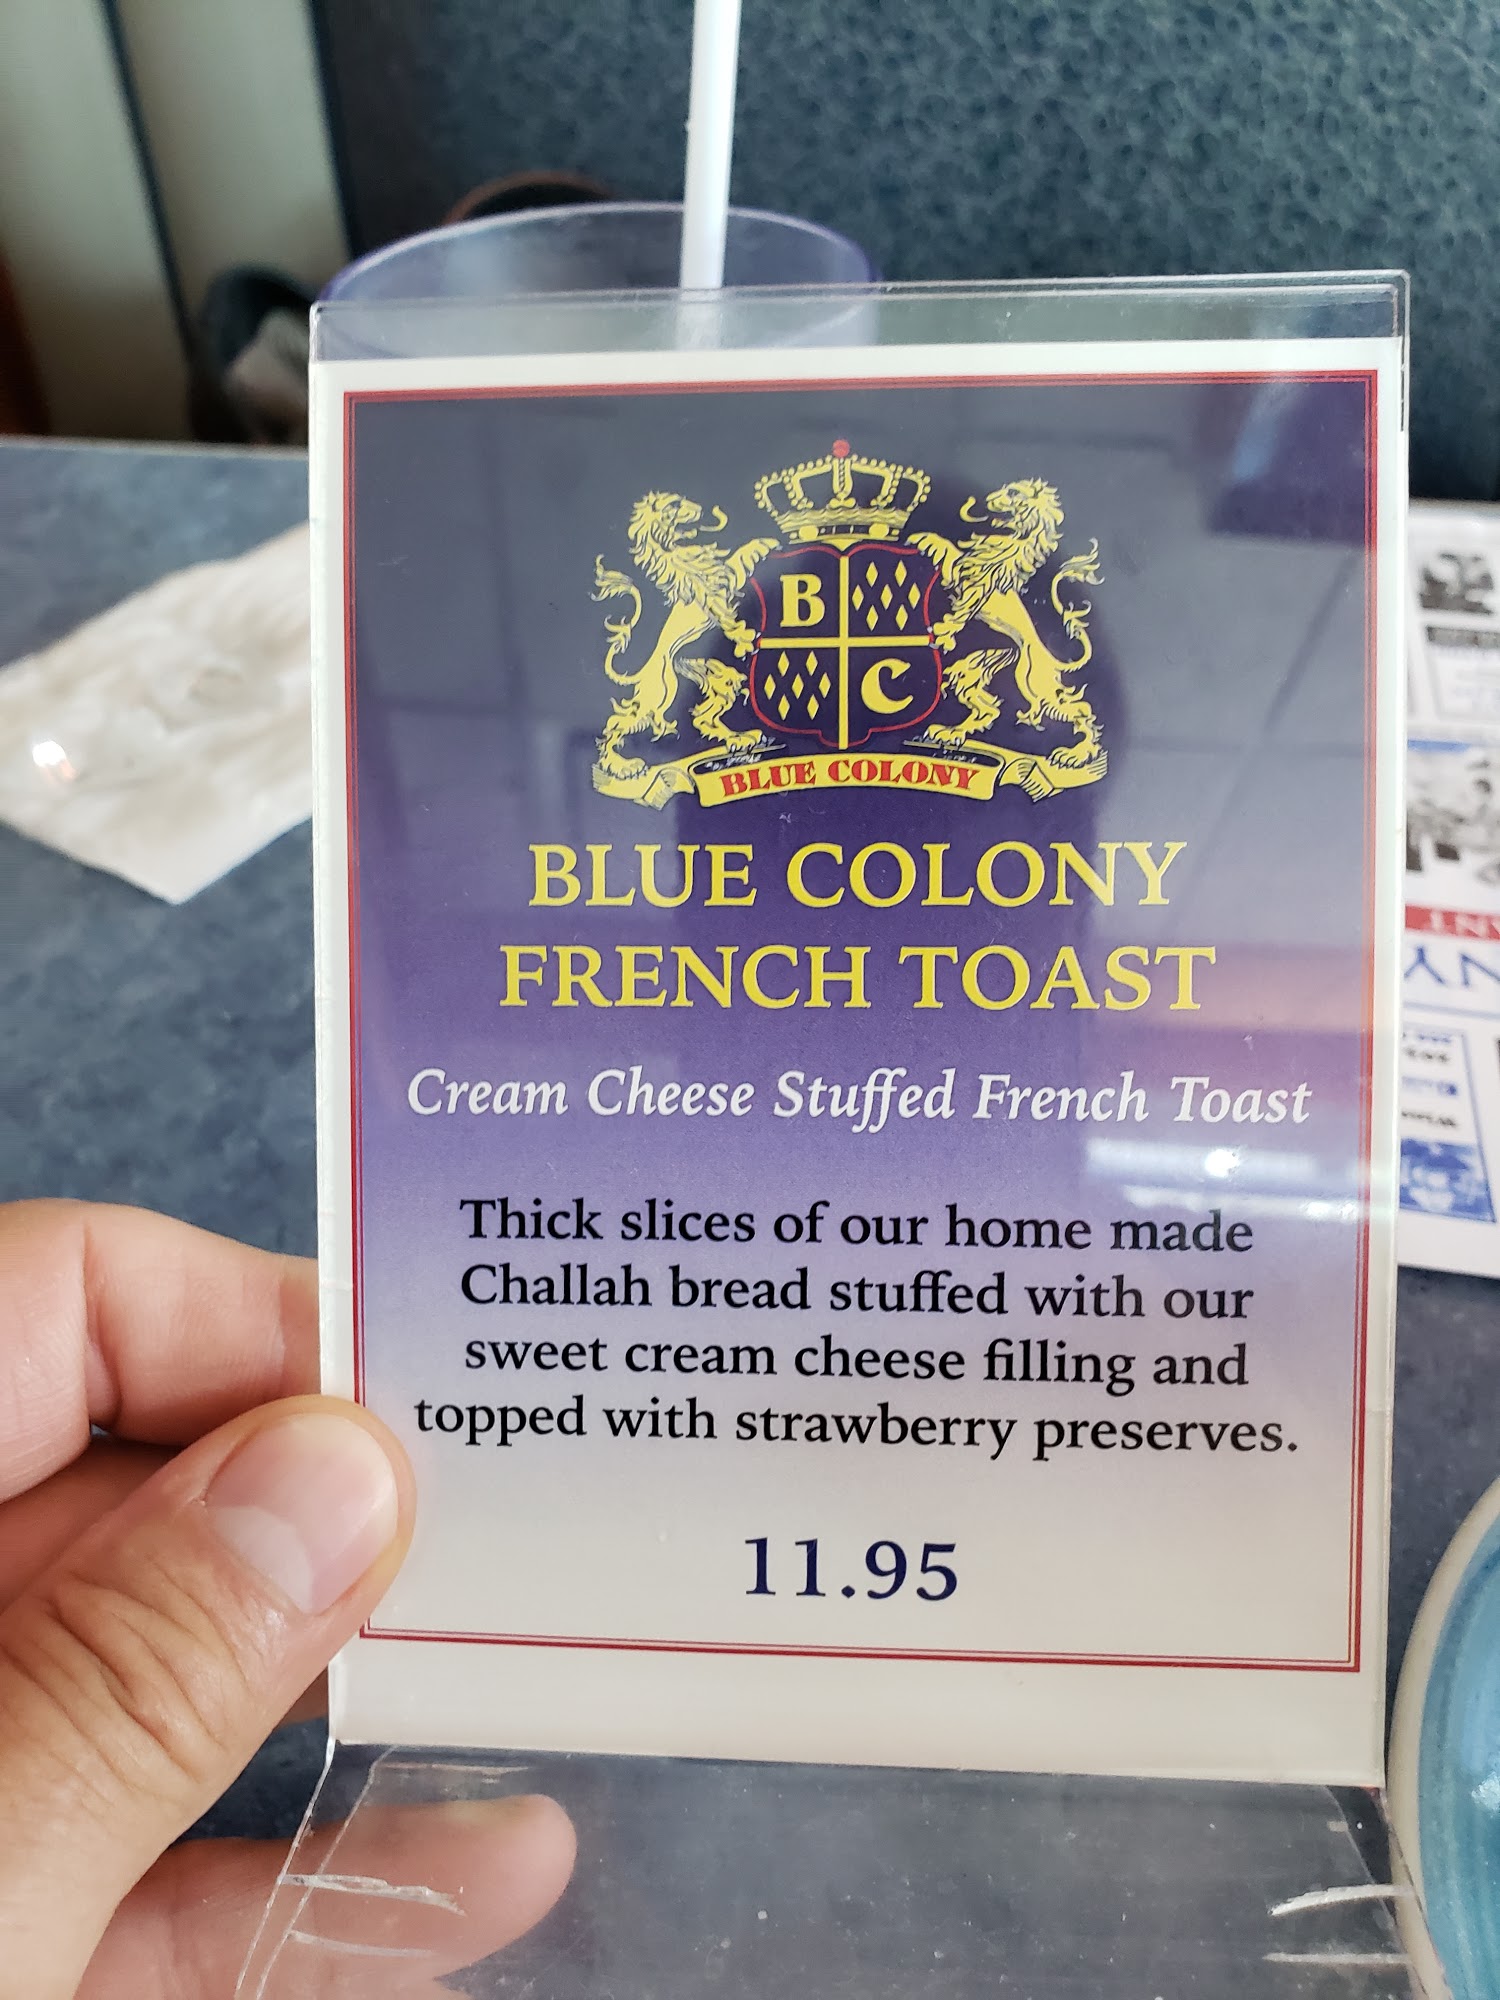 B
C
BLUE COLONY
BLUE COLONY
FRENCH TOAST
Cream Cheese Stuffed French Toast
Thick slices of our home made
Challah bread stuffed with our
sweet cream cheese filling and
topped with strawberry preserves.
11.95